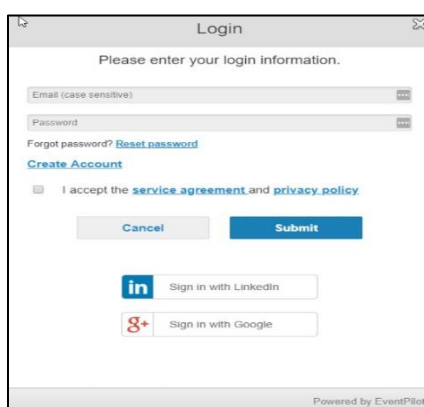 Login
Please enter your login information.
Email (case sensitive)
Password
Forgot password? Reset password
Create Account
I accept the service agreement and privacy policy
Cancel Submit
in Sign in with LinkedIn
g+ Sign in with Google
Powered by EventPilot